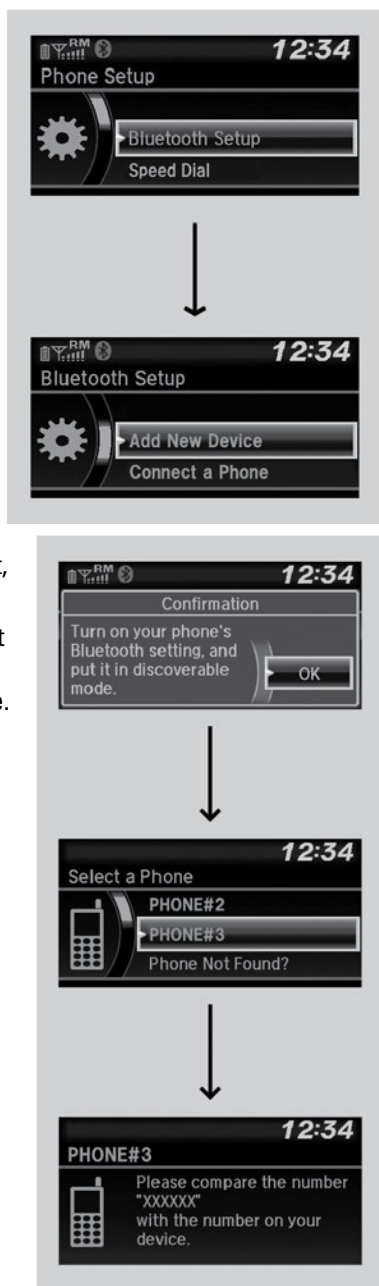 RM
12:34
Phone Setup
Bluetooth Setup
Speed Dial
RM
12:34
Bluetooth Setup
Add New Device
Connect a Phone
RM
12:34
Confirmation
Turn on your phone's
Bluetooth setting, and
put it in discoverable
mode.
OK
12:34
Select a Phone
PHONE#2
PHONE#3
Phone Not Found?
12:34
PHONE#3
Please compare the number
"XXXXXX"
with the number on your
device.